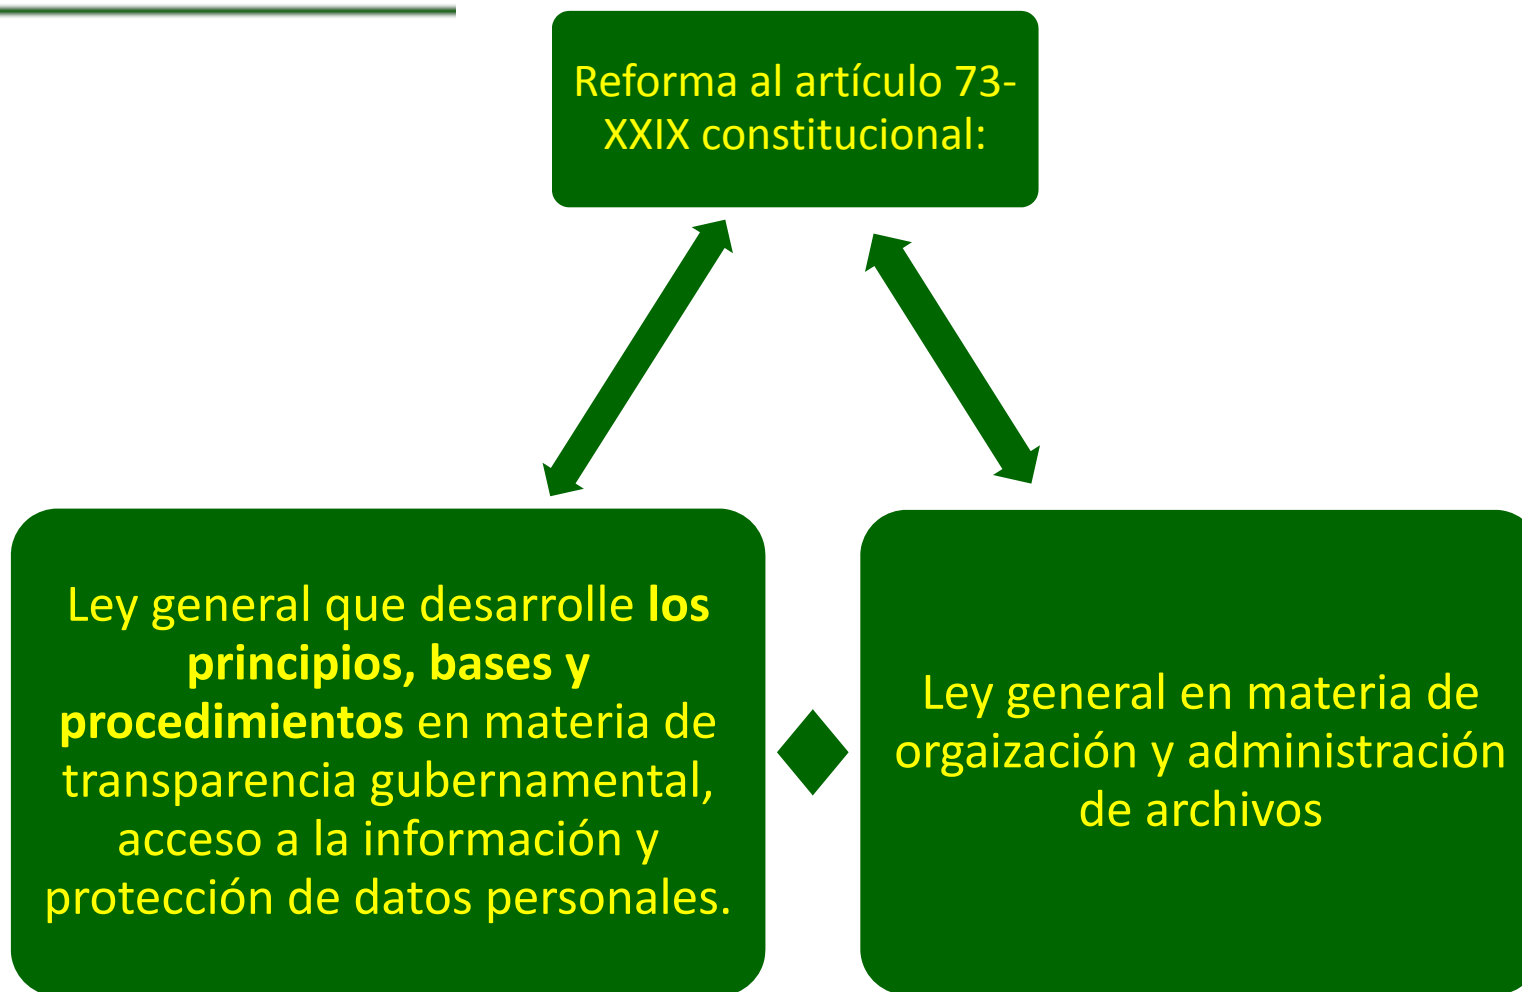 Reforma al artículo 73-
XXIX constitucional:
Ley general que desarrolle los
principios, bases y
procedimientos en materia de
transparencia gubernamental,
acceso a la información y
protección de datos personales.
Ley general en materia de
orgaización y administración
de archivos